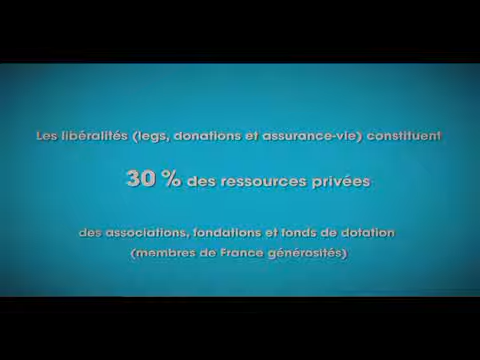 Les libéralités (legs, donations et assurance-vie) constituent
30 % des ressources privées
des associations, fondations et fonds de dotation
(membres de France générosités)